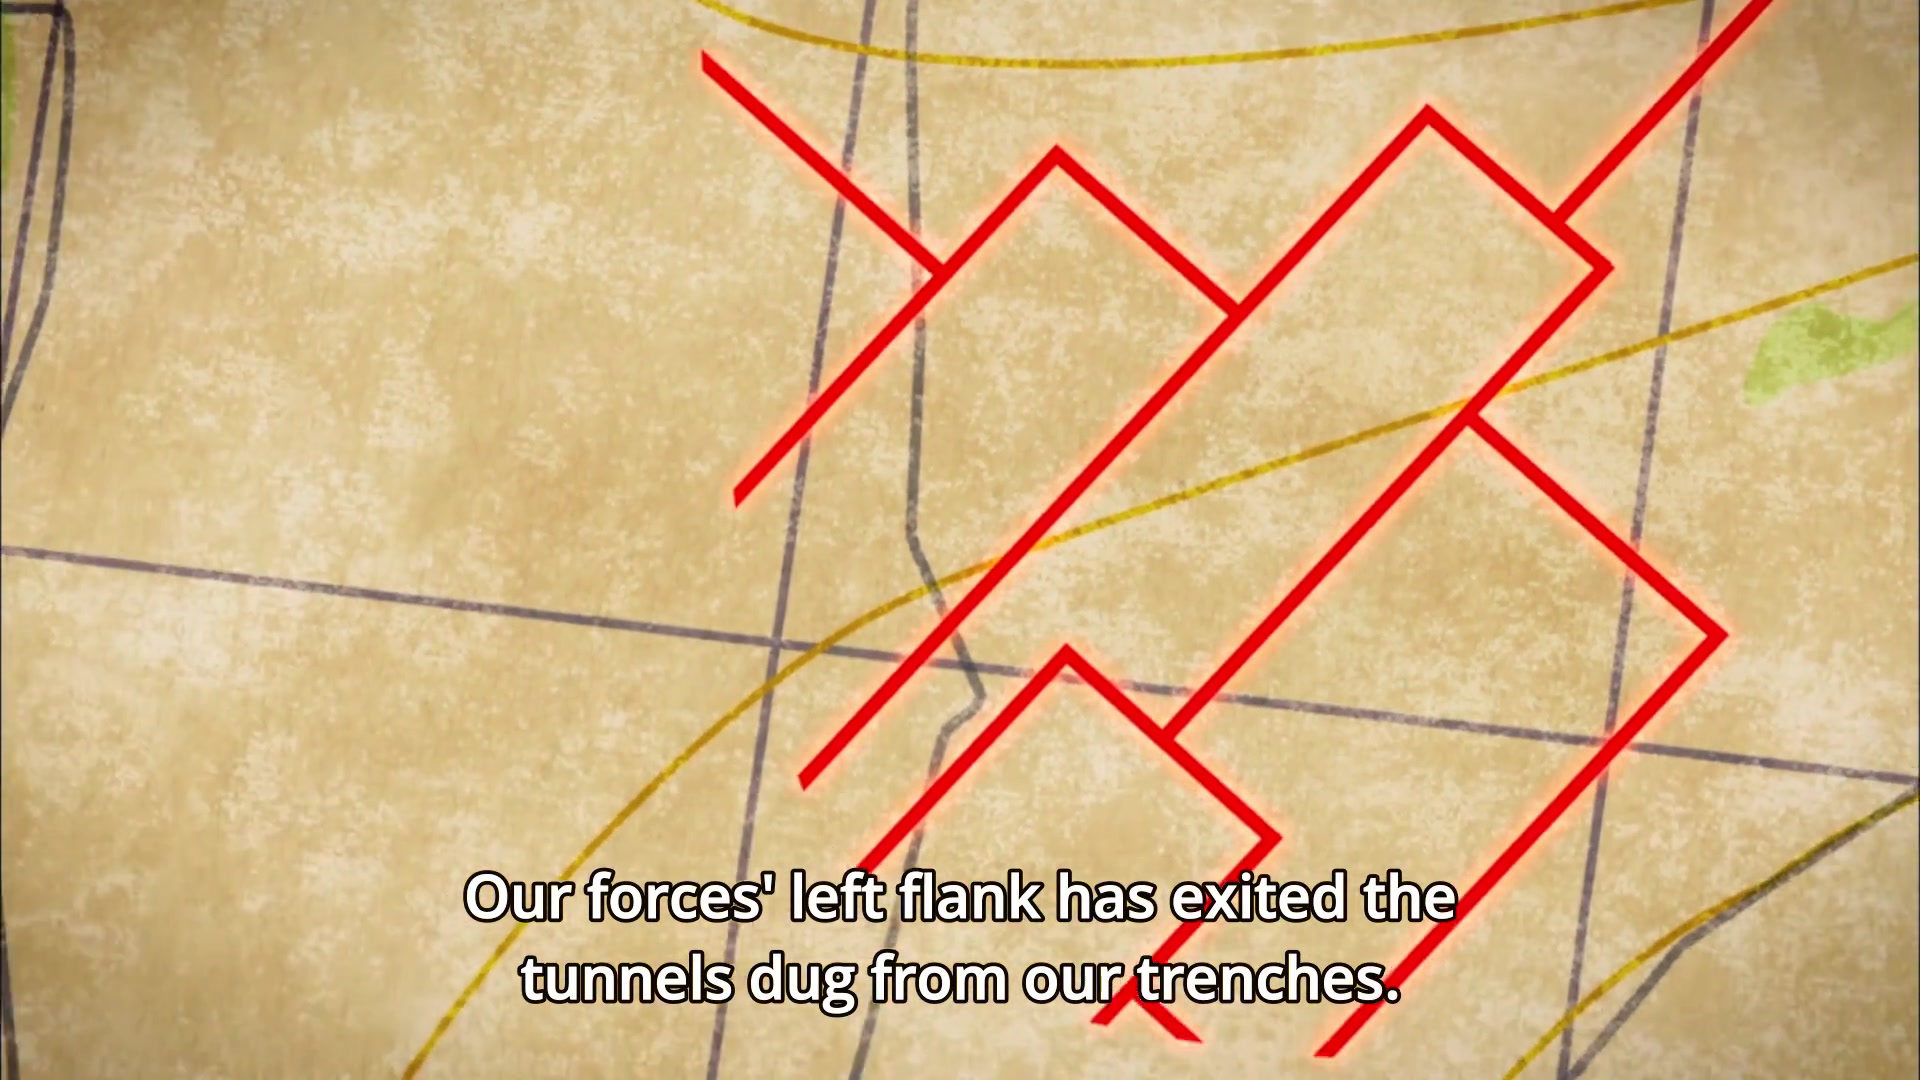 Our forces' left flank has exited the
tunnels dug from our trenches.